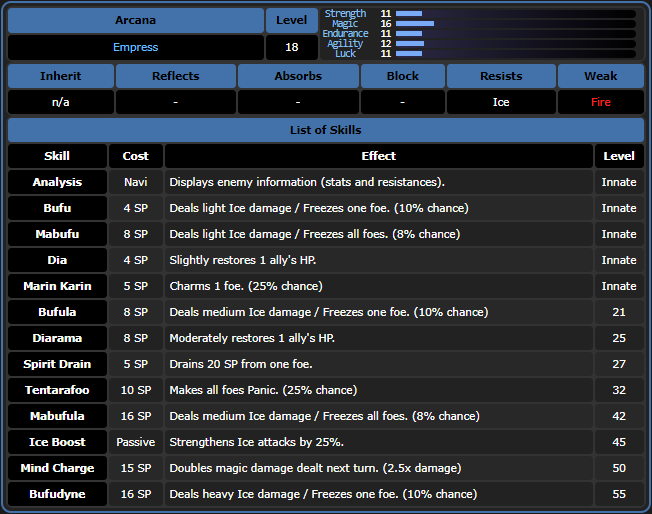 Arcana Level
Empress 18
Strength 11
Magic 16
Endurance 11
Agility 12
Luck 11
Inherit Reflects Absorbs Block Resists Weak
n/a - - - Ice Fire
List of Skills
Skill Cost Effect Level
Analysis Navi Displays enemy information (stats and resistances). Innate
Bufu 4 SP Deals light Ice damage / Freezes one foe. (10% chance) Innate
Mabufu 8 SP Deals light Ice damage / Freezes all foes. (8% chance) Innate
Dia 4 SP Slightly restores 1 ally's HP. Innate
Marin Karin 5 SP Charms 1 foe. (25% chance) Innate
Bufula 8 SP Deals medium Ice damage / Freezes one foe. (10% chance) 21
Diarama 8 SP Moderately restores 1 ally's HP. 25
Spirit Drain 5 SP Drains 20 SP from one foe. 27
Tentarafoo 10 SP Makes all foes Panic. (25% chance) 32
Mabufula 16 SP Deals medium Ice damage / Freezes all foes. (8% chance) 42
Ice Boost Passive Strengthens Ice attacks by 25%. 45
Mind Charge 15 SP Doubles magic damage dealt next turn. (2.5x damage) 50
Bufudyne 16 SP Deals heavy Ice damage / Freezes one foe. (10% chance) 55